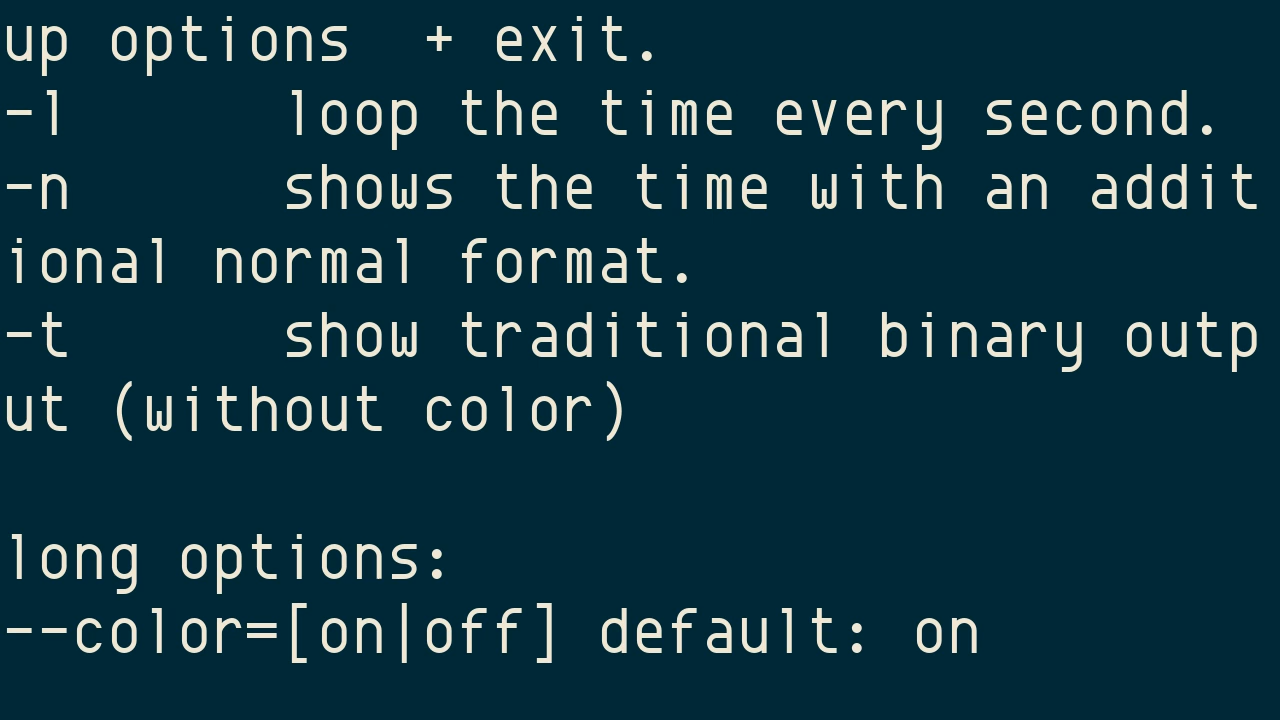 up options  + exit.
-l      loop the time every second.
-n      shows the time with an addit
ional normal format.
-t      show traditional binary outp
ut (without color)

long options:
--color=[on|off] default: on